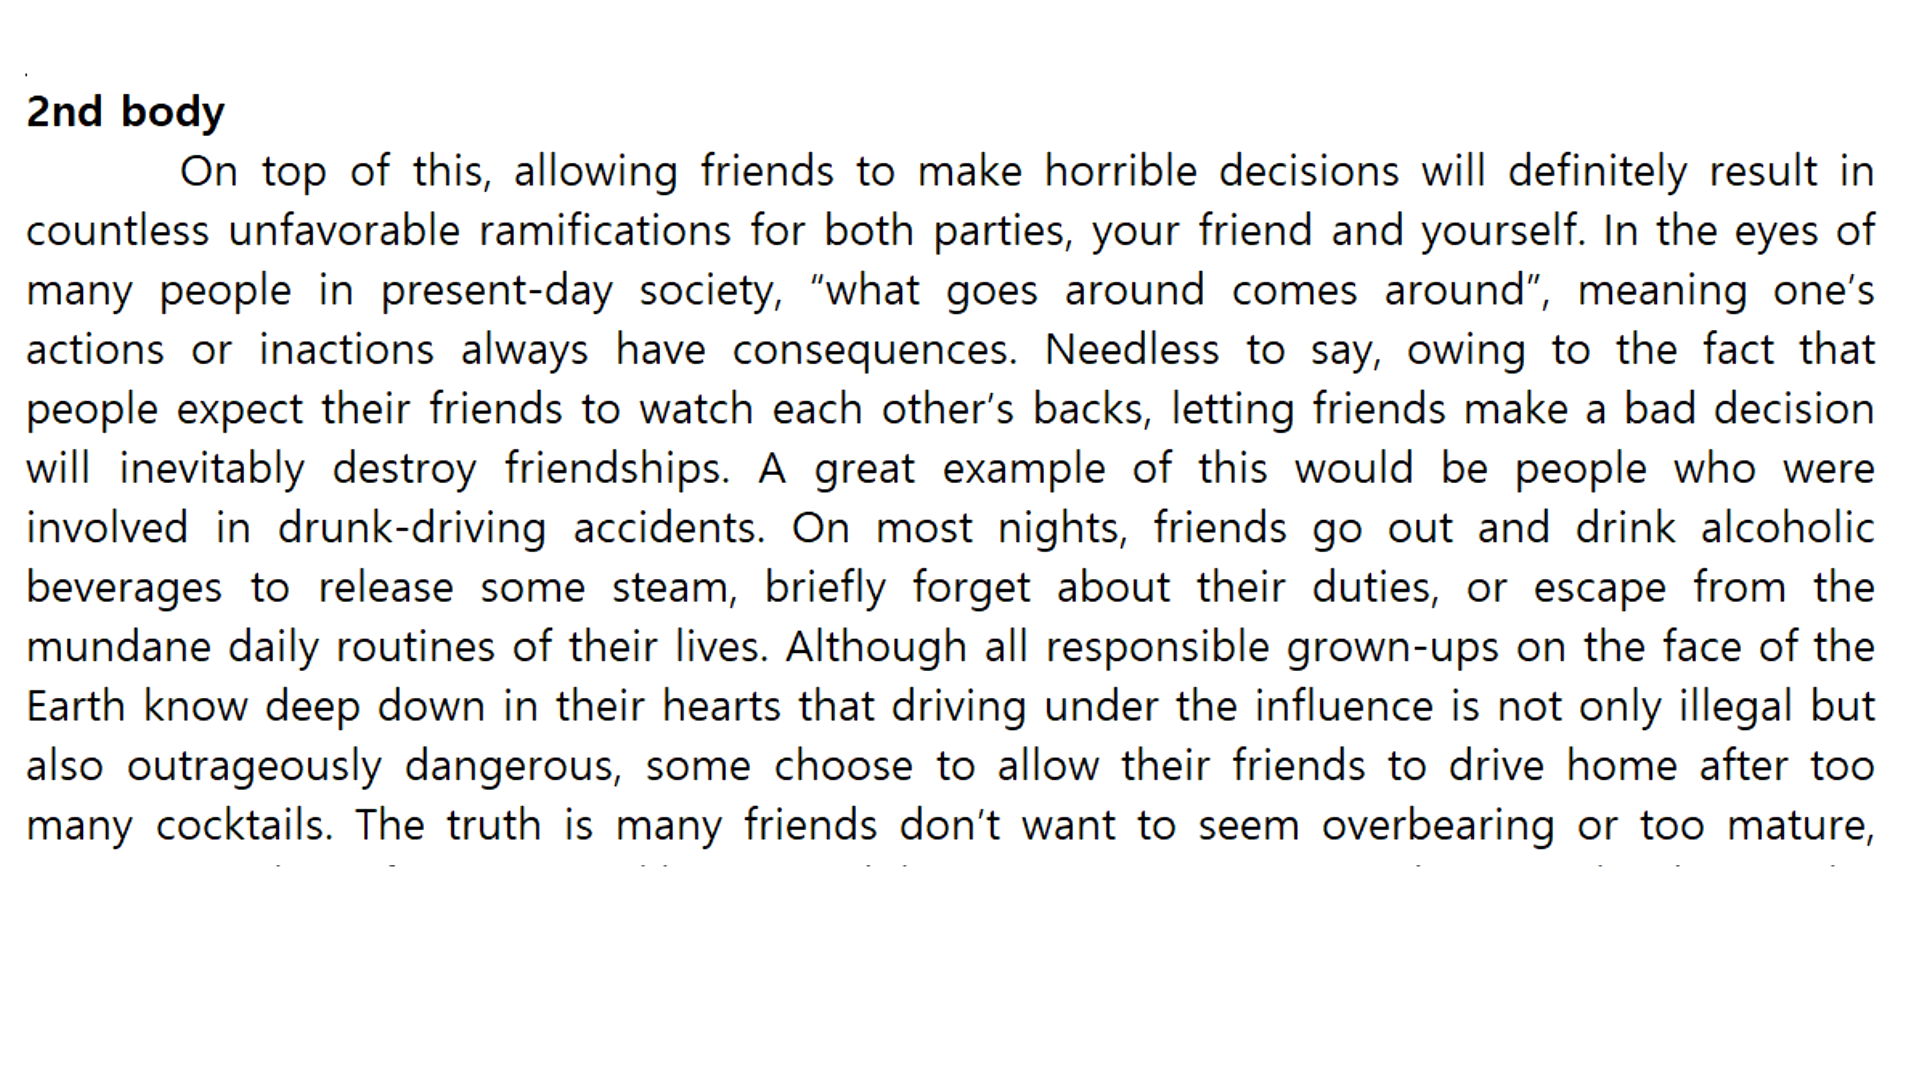 2nd body
On top of this, allowing friends to make horrible decisions will definitely result in
countless unfavorable ramifications for both parties, your friend and yourself. In the eyes of
many people in present-day society, “what goes around comes around”, meaning one’s
actions or inactions always have consequences. Needless to say, owing to the fact that
people expect their friends to watch each other’s backs, letting friends make a bad decision
will inevitably destroy friendships. A great example of this would be people who were
involved in drunk-driving accidents. On most nights, friends go out and drink alcoholic
beverages to release some steam, briefly forget about their duties, or escape from the
mundane daily routines of their lives. Although all responsible grown-ups on the face of the
Earth know deep down in their hearts that driving under the influence is not only illegal but
also outrageously dangerous, some choose to allow their friends to drive home after too
many cocktails. The truth is many friends don’t want to seem overbearing or too mature,